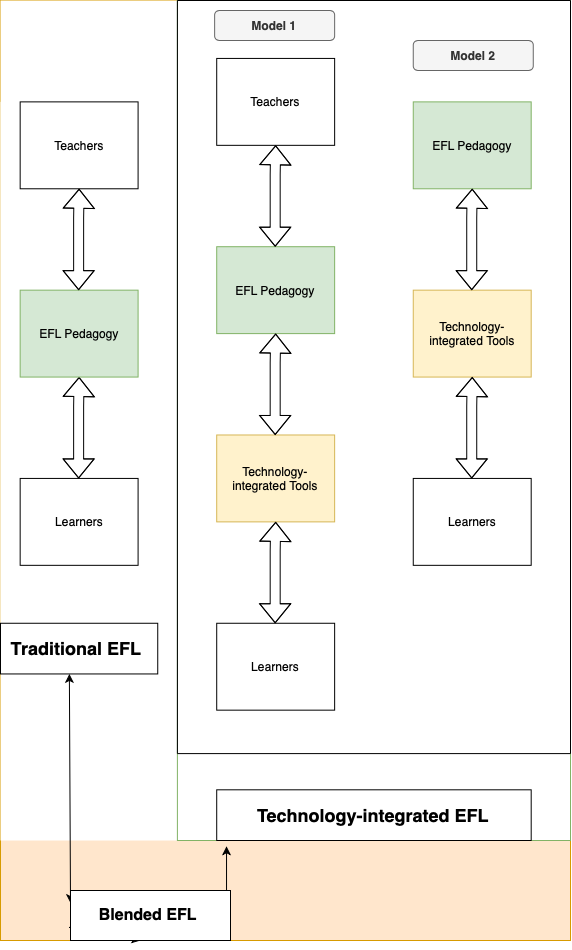 Model 1
Model 2
Teachers
Teachers
EFL Pedagogy
EFL Pedagogy
EFL Pedagogy
Technology-
integrated Tools
Technology-
integrated Tools
Learners
Learners
Traditional EFL
Learners
Technology-integrated EFL
Blended EFL